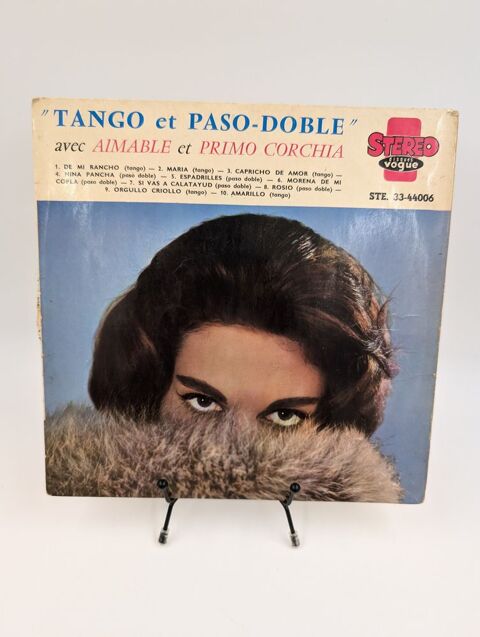 "TANGO et PASO-DOBLE"
avec AIMABLE et PRIMO CORCHIA
1. DE MI RANCHO (tango) — 2. MARIA (tango) — 3. CAPRICHO DE AMOR (tango) —
4. NINA PANCHA (paso doble) — 5. ESPADRILLES (paso doble) — 6. MORENA DE MI
COPLA (paso doble) — 7. SI VAS A CALATAYUD (paso doble) — 8. ROSIO (paso doble) —
9. ORGULLO CRIOLLO (tango) — 10. AMARILLO (tango)
STEREO
DISQUES
vogue
STE. 33-44006